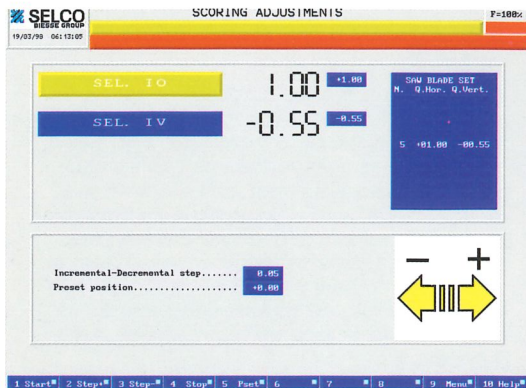 SELCO
BIESSE GROUP
19/03/98 06:13:05
SCORING ADJUSTMENTS
F=100%
SEL. IO 1.00 +1.00
SEL. IV -0.55 -0.55
SAW BLADE SET
N. Q.Hor. Q.Vert.
5 +01.00 -00.55
Incremental-Decremental step....... 0.05
Preset position................... +0.00
- +
1 Start 2 Step+ 3 Step- 4 Stop 5 Pset 6 7 8 9 Menu 10 Help